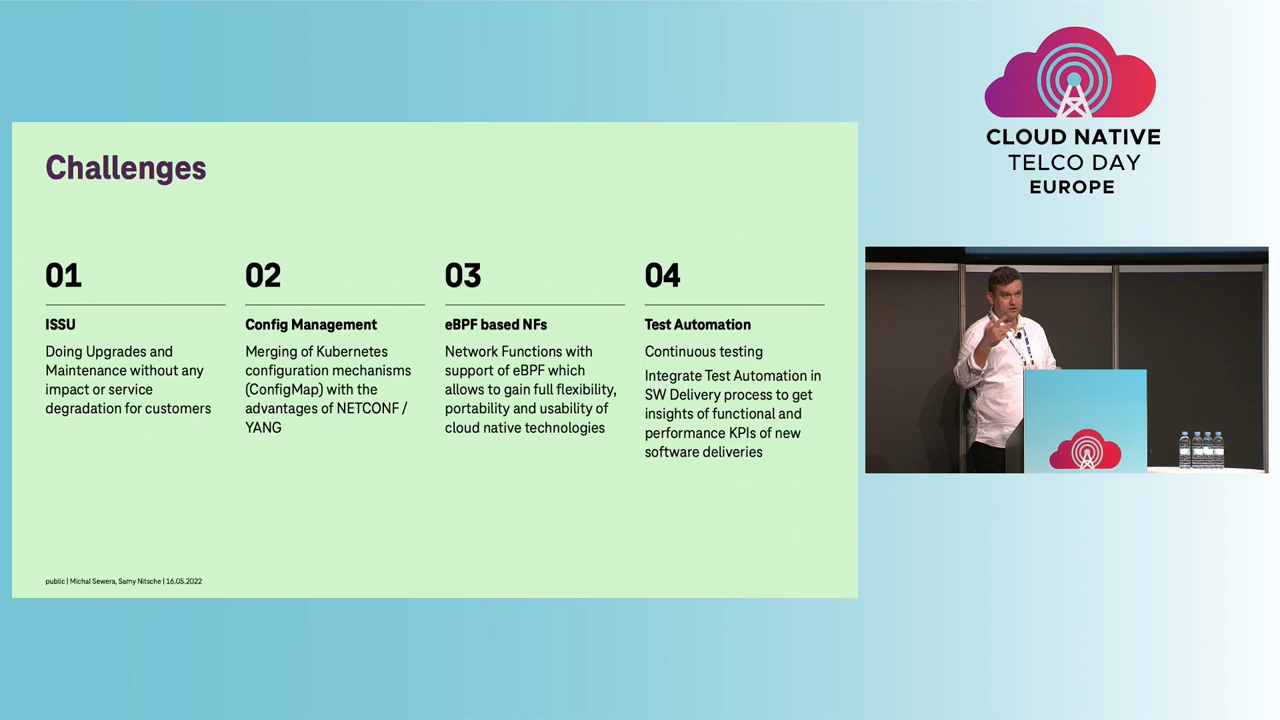 CLOUD NATIVE
TELCO DAY
EUROPE
Challenges
01
ISSU
Doing Upgrades and
Maintenance without any
impact or service
degradation for customers
02
Config Management
Merging of Kubernetes
configuration mechanisms
(ConfigMap) with the
advantages of NETCONF /
YANG
03
eBPF based NFs
Network Functions with
support of eBPF which
allows to gain full flexibility,
portability and usability of
cloud native technologies
04
Test Automation
Continuous testing
Integrate Test Automation in
SW Delivery process to get
insights of functional and
performance KPIs of new
software deliveries
public | Michal Sewera, Samy Nitsche | 16.05.2022